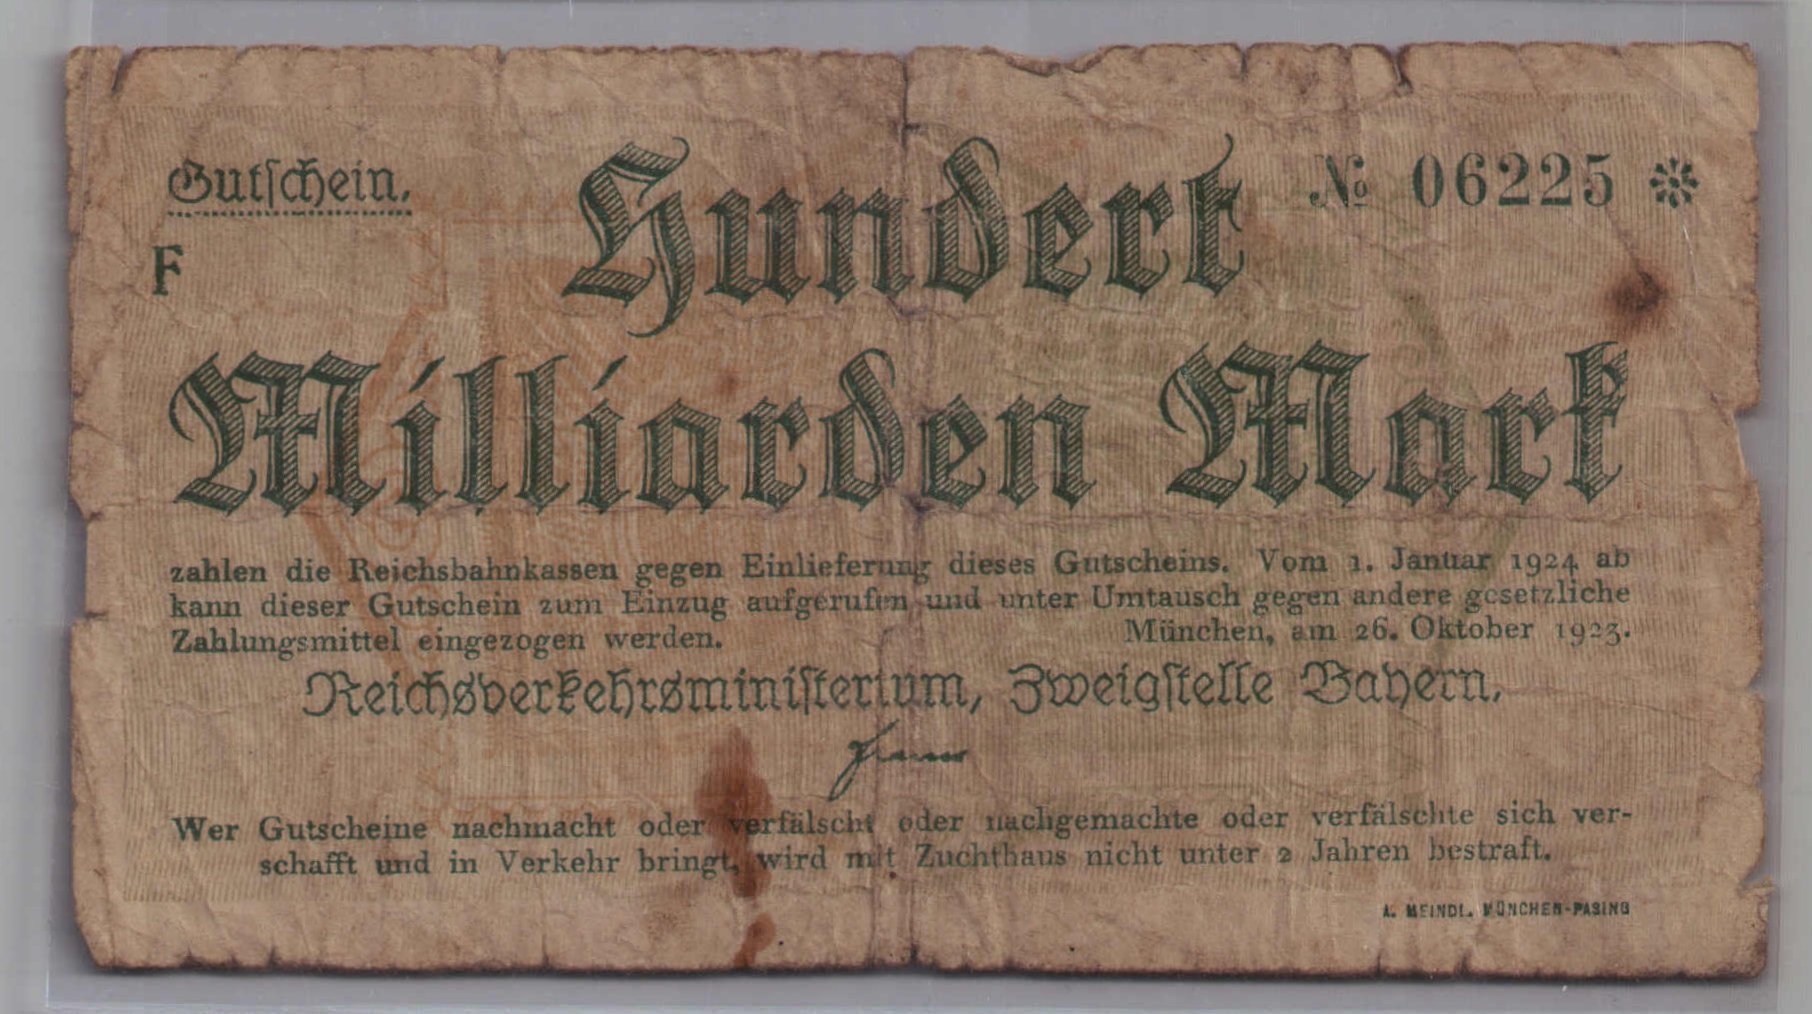 Gutschein.
Hundert
№ 06225 ❊
F
Milliarden Mark
zahlen die Reichsbahnkassen gegen Einlieferung dieses Gutscheins. Vom 1. Januar 1924 ab
kann dieser Gutschein zum Einzug aufgerufen und unter Umtausch gegen andere gesetzliche
Zahlungsmittel eingezogen werden.
München, am 26. Oktober 1923.
Reichsverkehrsministerium, Zweigstelle Bayern.
Wer Gutscheine nachmacht oder verfälscht oder nachgemachte oder verfälschte sich ver-
schafft und in Verkehr bringt, wird mit Zuchthaus nicht unter 2 Jahren bestraft.
A. MEINDL. MÜNCHEN-PASING